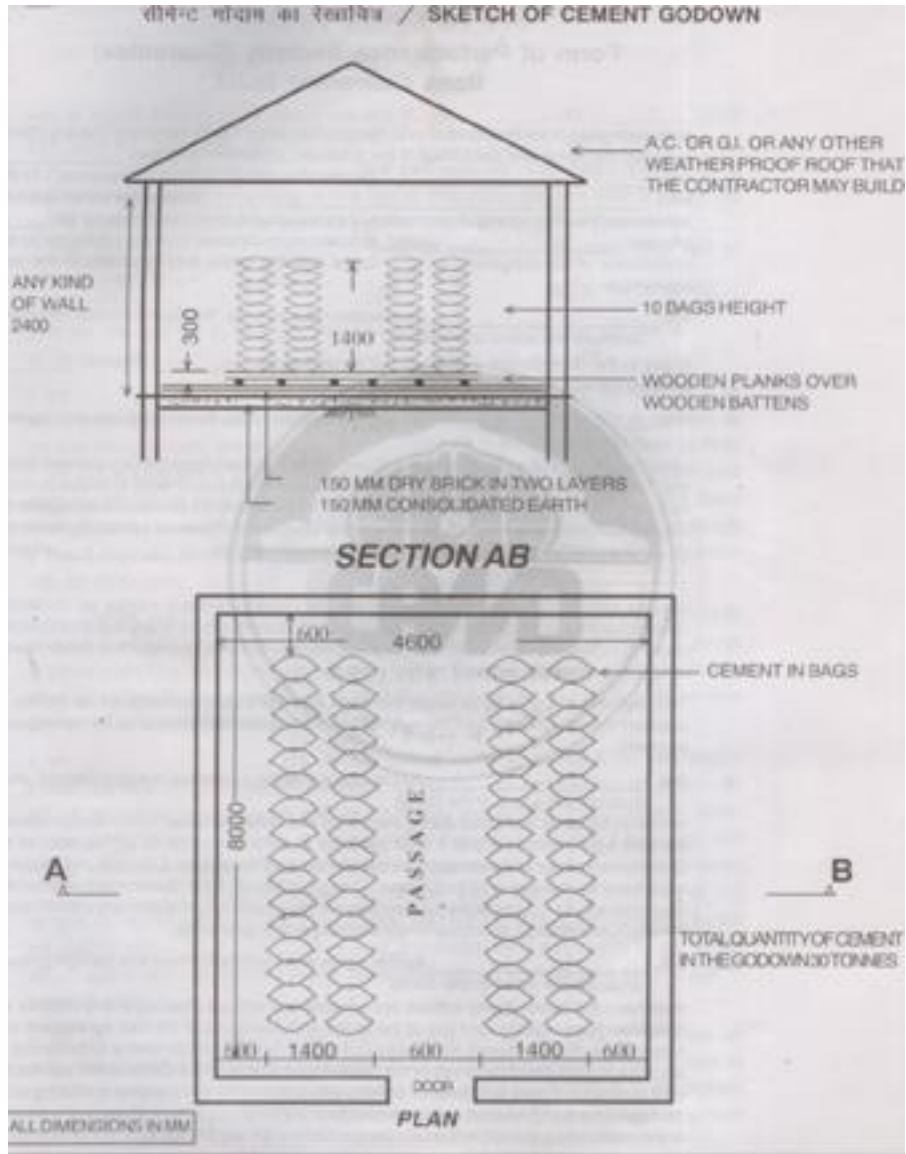 सीमेन्ट गोदाम का रेखाचित्र / SKETCH OF CEMENT GODOWN
A.C. OR G.I. OR ANY OTHER
WEATHER PROOF ROOF THAT
THE CONTRACTOR MAY BUILD
ANY KIND
OF WALL
2400
300
1400
10 BAGS HEIGHT
WOODEN PLANKS OVER
WOODEN BATTENS
150 MM DRY BRICK IN TWO LAYERS
150 MM CONSOLIDATED EARTH
SECTION AB
600
4600
CEMENT IN BAGS
8000
PASSAGE
A
B
TOTAL QUANTITY OF CEMENT
IN THE GODOWN 30 TONNES
600 1400 600 1400 600
DOOR
PLAN
ALL DIMENSIONS IN MM